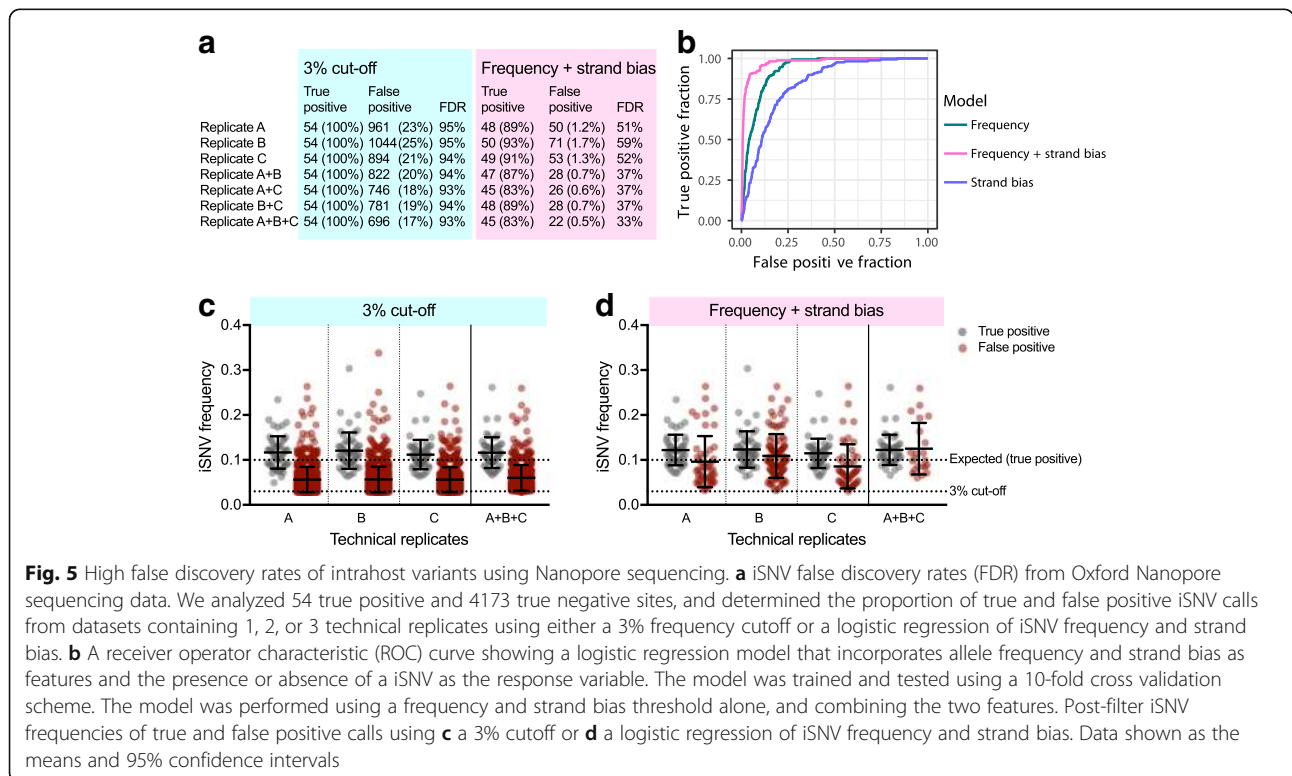 a
3% cut-off Frequency + strand bias
True positive False positive FDR True positive False positive FDR
Replicate A 54 (100%) 961 (23%) 95% 48 (89%) 50 (1.2%) 51%
Replicate B 54 (100%) 1044(25%) 95% 50 (93%) 71 (1.7%) 59%
Replicate C 54 (100%) 894 (21%) 94% 49 (91%) 53 (1.3%) 52%
Replicate A+B 54 (100%) 822 (20%) 94% 47 (87%) 28 (0.7%) 37%
Replicate A+C 54 (100%) 746 (18%) 93% 45 (83%) 26 (0.6%) 37%
Replicate B+C 54 (100%) 781 (19%) 94% 48 (89%) 28 (0.7%) 37%
Replicate A+B+C 54 (100%) 696 (17%) 93% 45 (83%) 22 (0.5%) 33%
b
True positive fraction
1.00
0.75
0.50
0.25
0.00
0.00 0.25 0.50 0.75 1.00
False positi ve fraction
Model
Frequency
Frequency + strand bias
Strand bias
c
3% cut-off
iSNV frequency
0.4
0.3
0.2
0.1
0.0
A B C A+B+C
Technical replicates
d
Frequency + strand bias
iSNV frequency
0.4
0.3
0.2
0.1
0.0
A B C A+B+C
Technical replicates
True positive
False positive
Expected (true positive)
3% cut-off
Fig. 5 High false discovery rates of intrahost variants using Nanopore sequencing. a iSNV false discovery rates (FDR) from Oxford Nanopore
sequencing data. We analyzed 54 true positive and 4173 true negative sites, and determined the proportion of true and false positive iSNV calls
from datasets containing 1, 2, or 3 technical replicates using either a 3% frequency cutoff or a logistic regression of iSNV frequency and strand
bias. b A receiver operator characteristic (ROC) curve showing a logistic regression model that incorporates allele frequency and strand bias as
features and the presence or absence of a iSNV as the response variable. The model was trained and tested using a 10-fold cross validation
scheme. The model was performed using a frequency and strand bias threshold alone, and combining the two features. Post-filter iSNV
frequencies of true and false positive calls using c a 3% cutoff or d a logistic regression of iSNV frequency and strand bias. Data shown as the
means and 95% confidence intervals